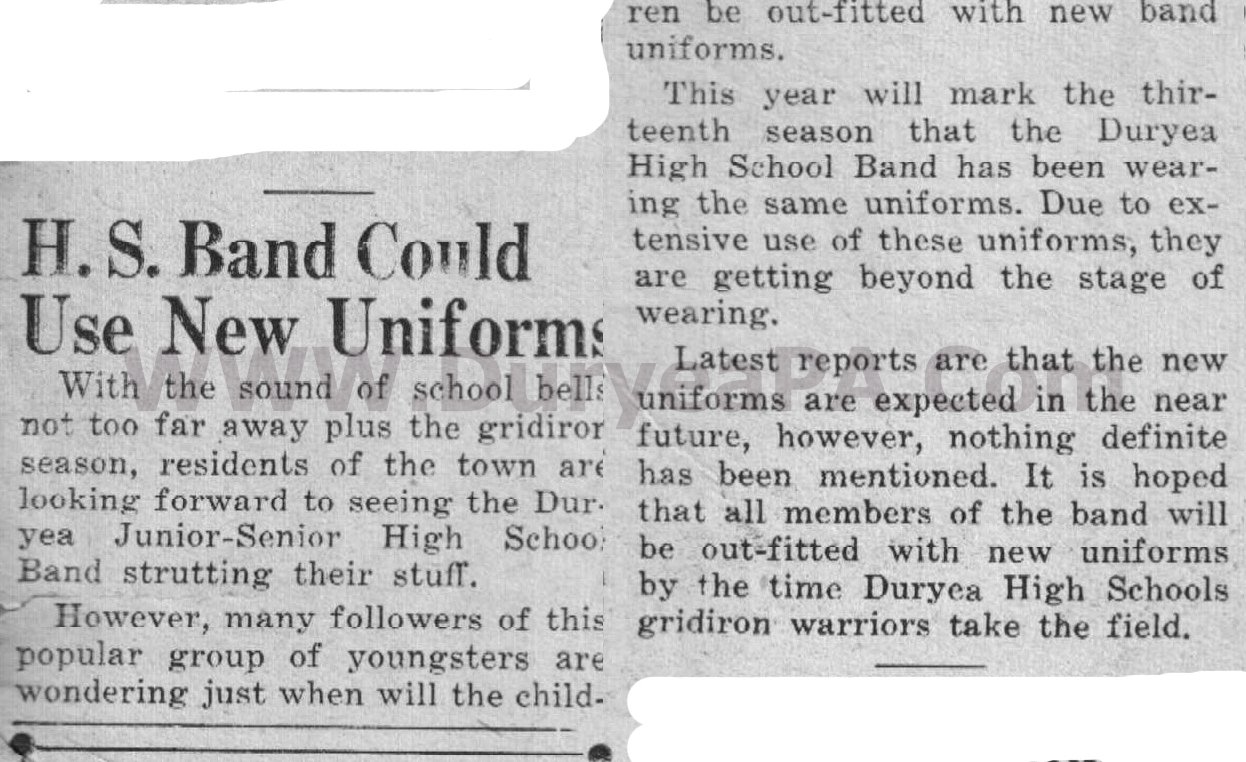 H. S. Band Could
Use New Uniforms
With the sound of school bells
not too far away plus the gridiron
season, residents of the town are
looking forward to seeing the Dur-
yea Junior-Senior High School
Band strutting their stuff.
However, many followers of this
popular group of youngsters are
wondering just when will the child-
ren be out-fitted with new band
uniforms.
This year will mark the thir-
teenth season that the Duryea
High School Band has been wear-
ing the same uniforms. Due to ex-
tensive use of these uniforms, they
are getting beyond the stage of
wearing.
Latest reports are that the new
uniforms are expected in the near
future, however, nothing definite
has been mentioned. It is hoped
that all members of the band will
be out-fitted with new uniforms
by the time Duryea High Schools
gridiron warriors take the field.
WWW.DuryeaPA.Com